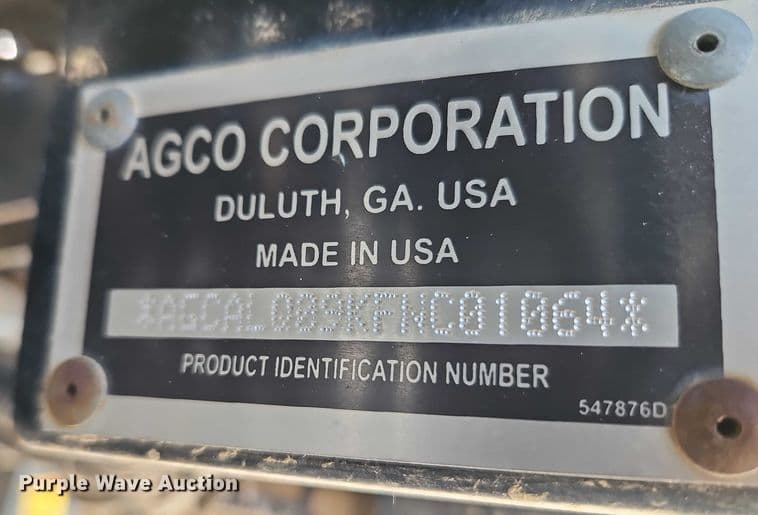 AGCO CORPORATION
DULUTH, GA. USA
MADE IN USA
*AGCAL009KFNC01064*
PRODUCT IDENTIFICATION NUMBER
547876D
Purple Wave Auction